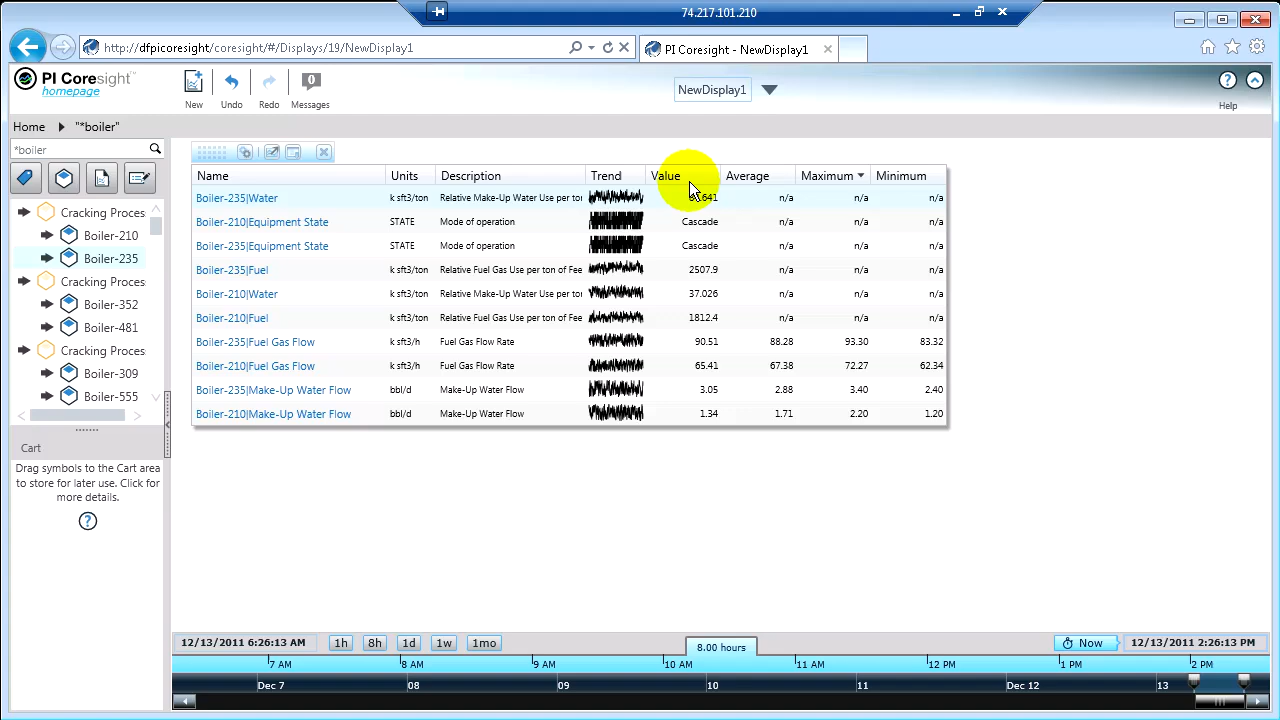 74.217.101.210
http://dfpicoresight/coresight/#/Displays/19/NewDisplay1
PI Coresight - NewDisplay1
PI Coresight™
homepage
New
Undo
Redo
0
Messages
NewDisplay1
Help
Home "*boiler"
*boiler
Cracking Proces
Boiler-210
Boiler-235
Cracking Proces
Boiler-352
Boiler-481
Cracking Proces
Boiler-309
Boiler-555
Cart
Drag symbols to the Cart area
to store for later use. Click for
more details.
Name Units Description Trend Value Average Maximum Minimum
Boiler-235|Water k sft3/ton Relative Make-Up Water Use per tor .641 n/a n/a n/a
Boiler-210|Equipment State STATE Mode of operation Cascade n/a n/a n/a
Boiler-235|Equipment State STATE Mode of operation Cascade n/a n/a n/a
Boiler-235|Fuel k sft3/ton Relative Fuel Gas Use per ton of Fee 2507.9 n/a n/a n/a
Boiler-210|Water k sft3/ton Relative Make-Up Water Use per tor 37.026 n/a n/a n/a
Boiler-210|Fuel k sft3/ton Relative Fuel Gas Use per ton of Fee 1812.4 n/a n/a n/a
Boiler-235|Fuel Gas Flow k sft3/h Fuel Gas Flow Rate 90.51 88.28 93.30 83.32
Boiler-210|Fuel Gas Flow k sft3/h Fuel Gas Flow Rate 65.41 67.38 72.27 62.34
Boiler-235|Make-Up Water Flow bbl/d Make-Up Water Flow 3.05 2.88 3.40 2.40
Boiler-210|Make-Up Water Flow bbl/d Make-Up Water Flow 1.34 1.71 2.20 1.20
12/13/2011 6:26:13 AM 1h 8h 1d 1w 1mo 8.00 hours Now 12/13/2011 2:26:13 PM
7 AM 8 AM 9 AM 10 AM 11 AM 12 PM 1 PM 2 PM
Dec 7 08 09 10 11 Dec 12 13